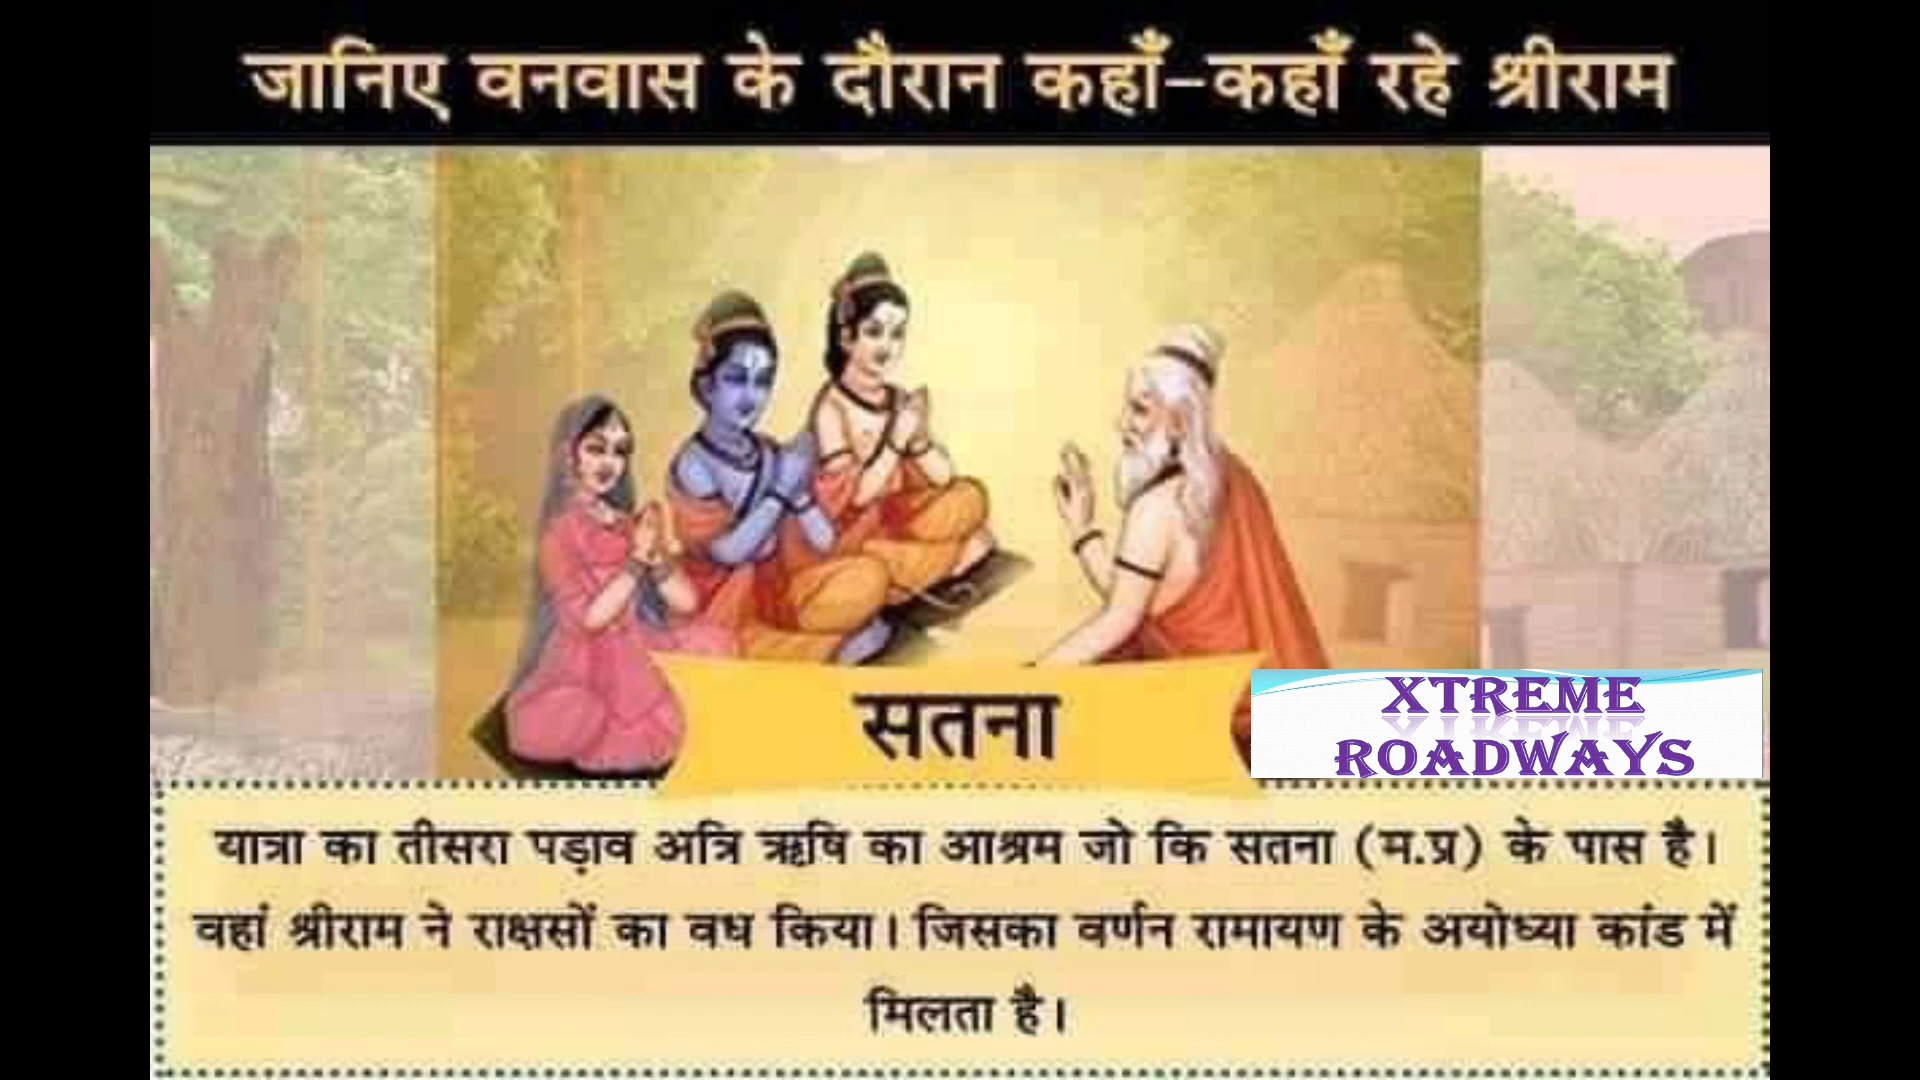 जानिए वनवास के दौरान कहाँ-कहाँ रहे श्रीराम
सतना
XTREME
ROADWAYS
यात्रा का तीसरा पड़ाव अत्रि ऋषि का आश्रम जो कि सतना (म.प्र) के पास है।
वहां श्रीराम ने राक्षसों का वध किया। जिसका वर्णन रामायण के अयोध्या कांड में
मिलता है।